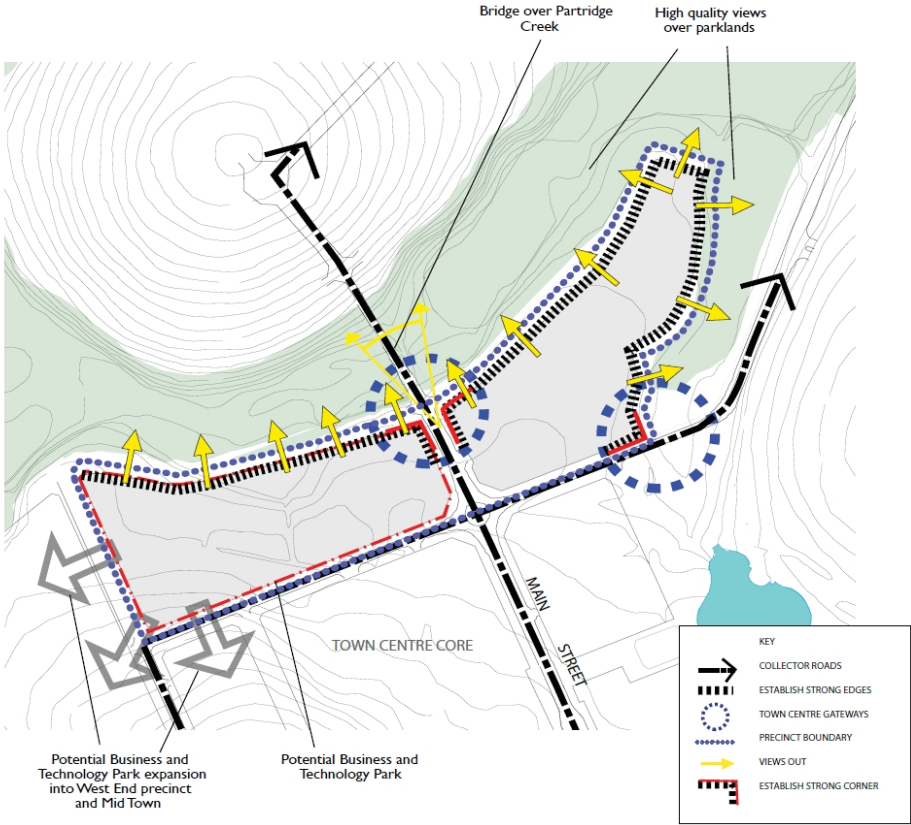 Bridge over Partridge
Creek
High quality views
over parklands
MAIN
STREET
TOWN CENTRE CORE
Potential Business and
Technology Park expansion
into West End precinct
and Mid Town
Potential Business and
Technology Park
KEY
COLLECTOR ROADS
ESTABLISH STRONG EDGES
TOWN CENTRE GATEWAYS
PRECINCT BOUNDARY
VIEWS OUT
ESTABLISH STRONG CORNER